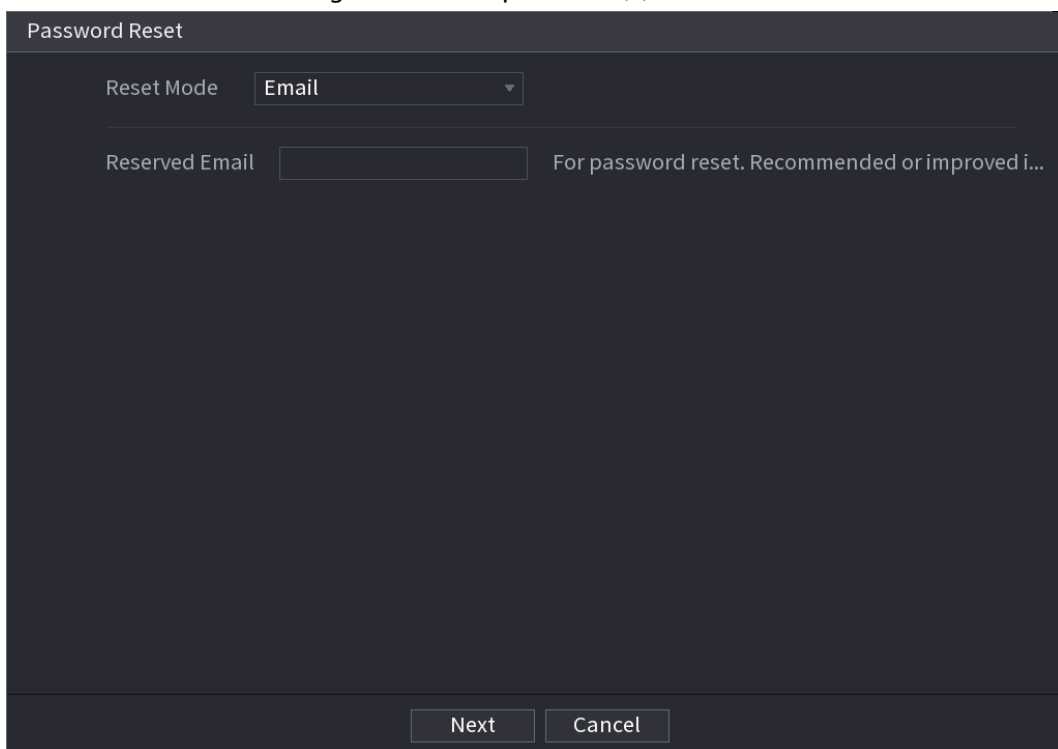 Password Reset
Reset Mode Email
Reserved Email For password reset. Recommended or improved i...
Next Cancel